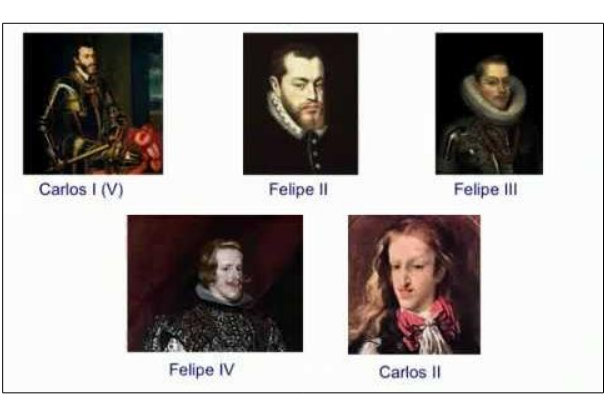 Carlos I (V)
Felipe II
Felipe III
Felipe IV
Carlos II